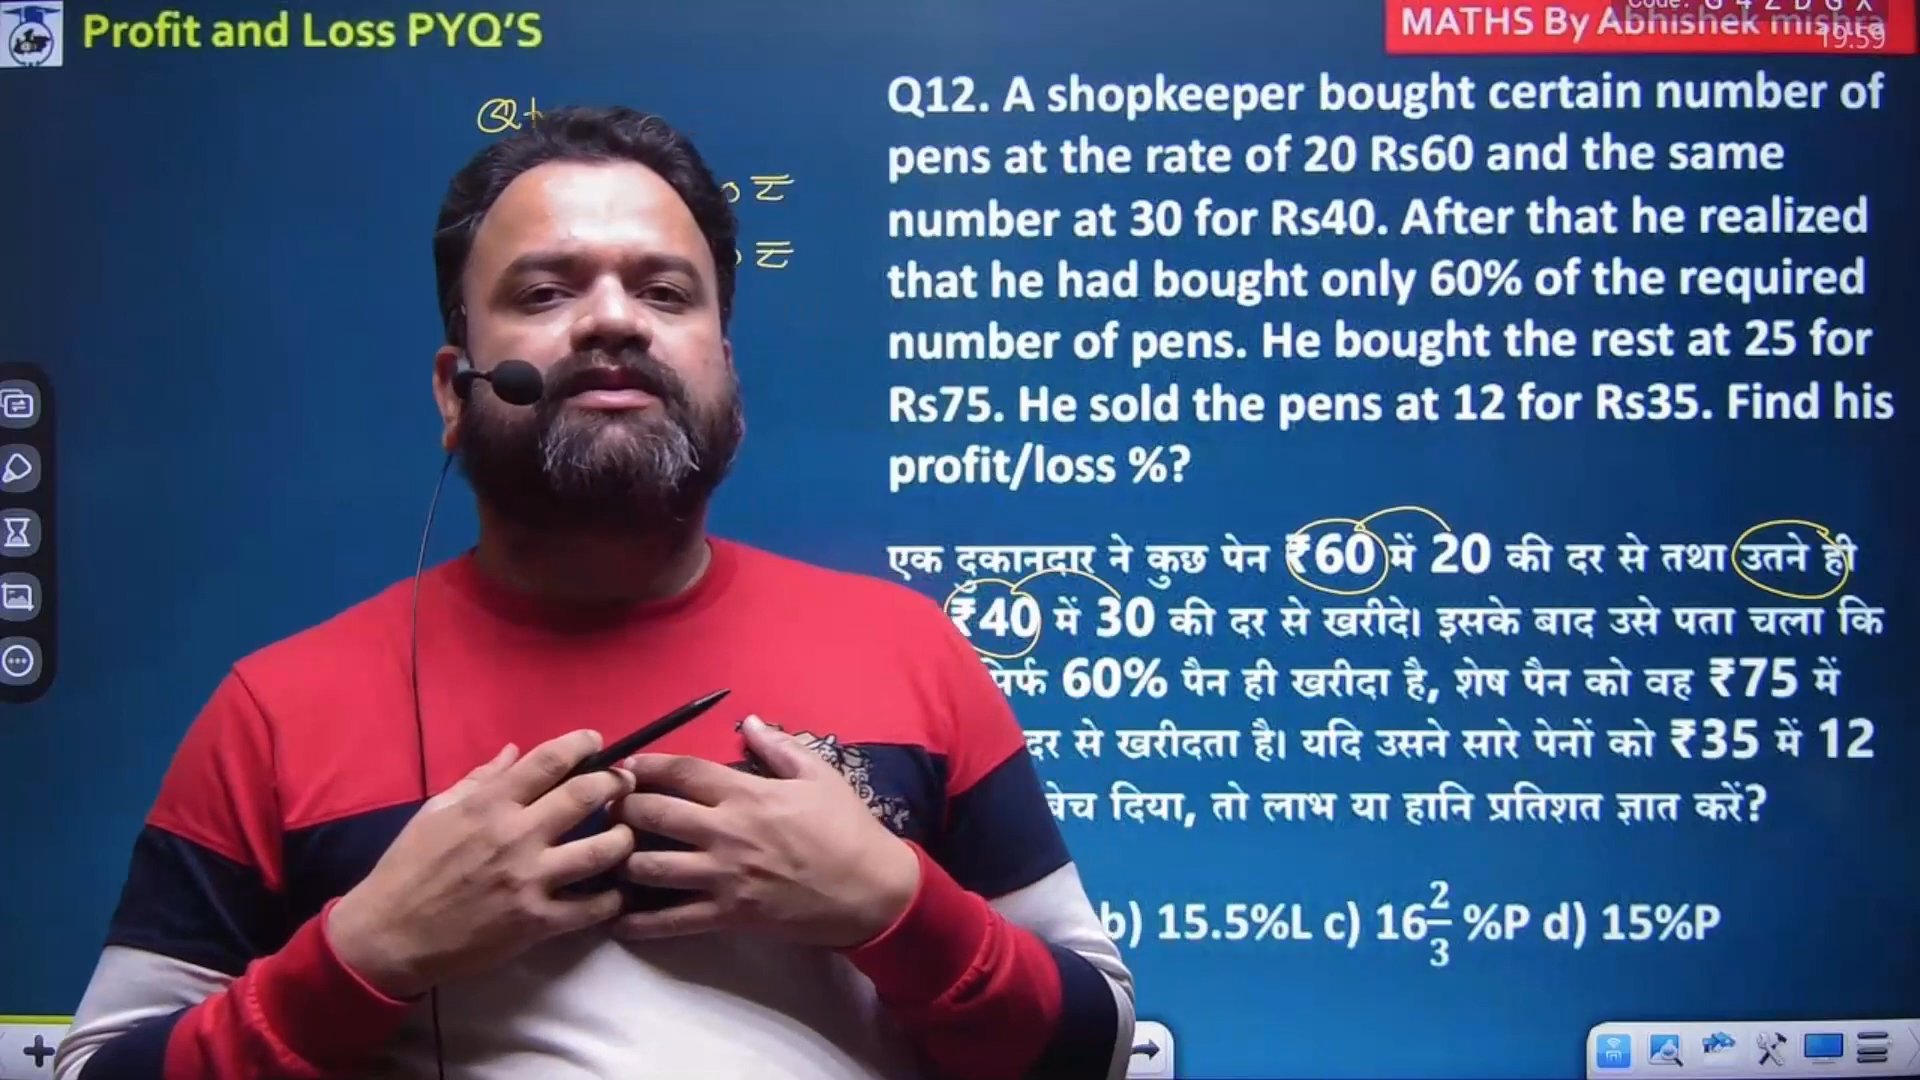 Profit and Loss PYQ'S
Code: G 4 Z D G X
MATHS By Abhishek mishra
19:59
Q12. A shopkeeper bought certain number of
pens at the rate of 20 Rs60 and the same
number at 30 for Rs40. After that he realized
that he had bought only 60% of the required
number of pens. He bought the rest at 25 for
Rs75. He sold the pens at 12 for Rs35. Find his
profit/loss %?
एक दुकानदार ने कुछ पेन ₹60 में 20 की दर से तथा उतने ही
₹40 में 30 की दर से खरीदे। इसके बाद उसे पता चला कि
60% पैन ही खरीदा है, शेष पैन को वह ₹75 में
दर से खरीदता है। यदि उसने सारे पेनों को ₹35 में 12
बेच दिया, तो लाभ या हानि प्रतिशत ज्ञात करें?
b) 15.5%L c) 16 2/3 %P d) 15%P